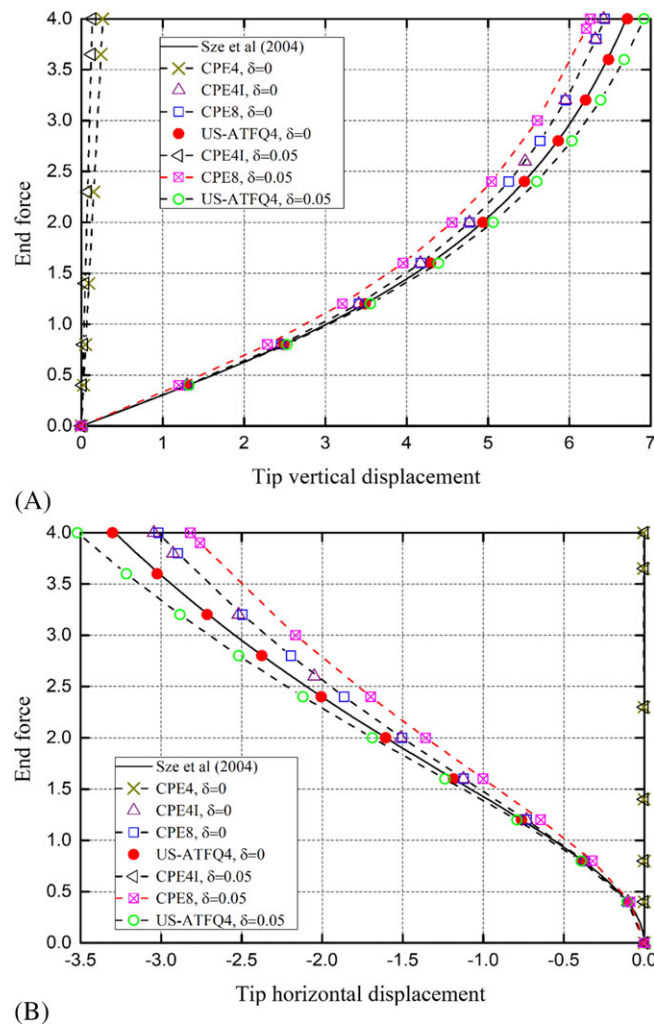 4.0
3.5
3.0
2.5
2.0
1.5
1.0
0.5
0.0
End force
Sze et al (2004)
CPE4, δ=0
CPE4I, δ=0
CPE8, δ=0
US-ATFQ4, δ=0
CPE4I, δ=0.05
CPE8, δ=0.05
US-ATFQ4, δ=0.05
0 1 2 3 4 5 6 7
Tip vertical displacement
(A)
4.0
3.5
3.0
2.5
2.0
1.5
1.0
0.5
0.0
End force
Sze et al (2004)
CPE4, δ=0
CPE4I, δ=0
CPE8, δ=0
US-ATFQ4, δ=0
CPE4I, δ=0.05
CPE8, δ=0.05
US-ATFQ4, δ=0.05
-3.5 -3.0 -2.5 -2.0 -1.5 -1.0 -0.5 0.0
Tip horizontal displacement
(B)